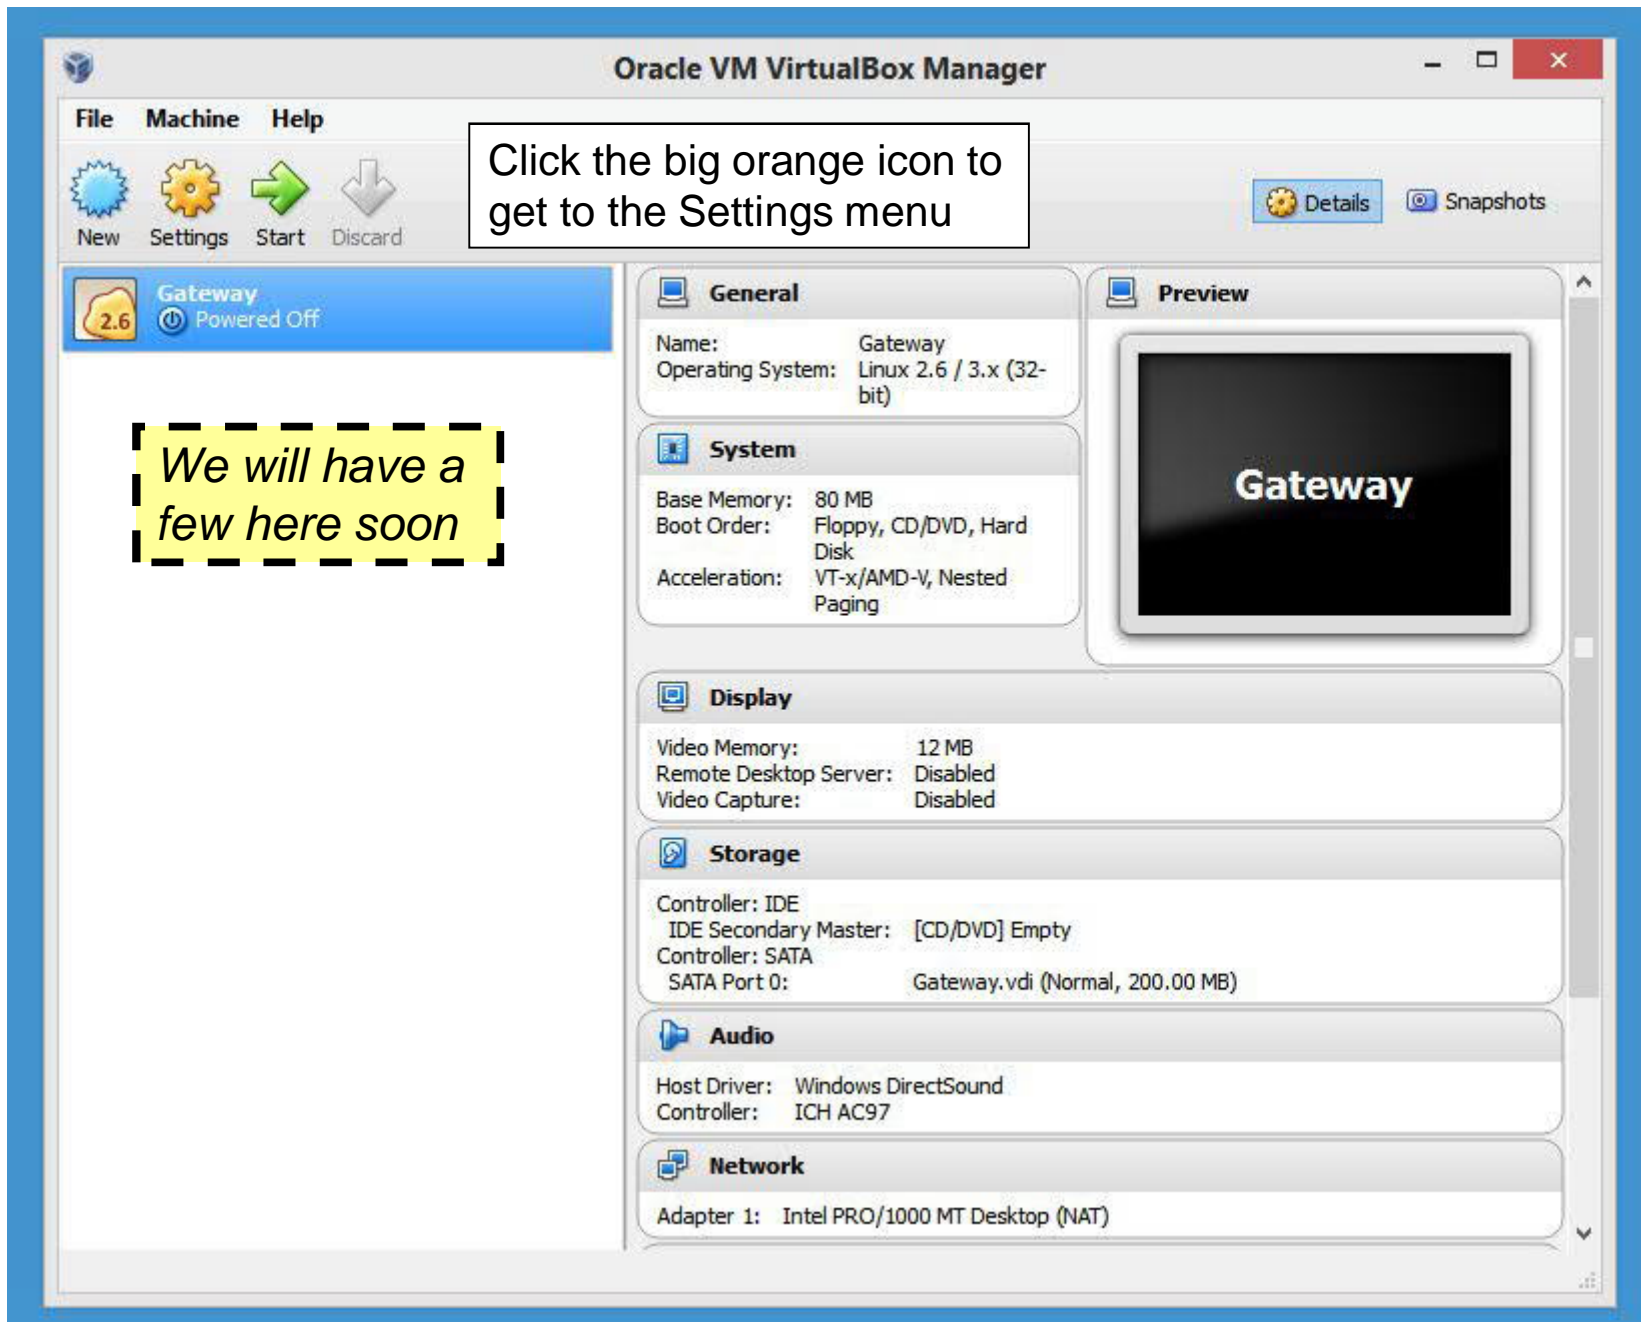 Oracle VM VirtualBox Manager
File Machine Help
Click the big orange icon to
get to the Settings menu
New Settings Start Discard
Details Snapshots
Gateway
2.6
Powered Off
We will have a
few here soon
General
Name: Gateway
Operating System: Linux 2.6 / 3.x (32-
bit)
System
Base Memory: 80 MB
Boot Order: Floppy, CD/DVD, Hard
Disk
Acceleration: VT-x/AMD-V, Nested
Paging
Preview
Gateway
Display
Video Memory: 12 MB
Remote Desktop Server: Disabled
Video Capture: Disabled
Storage
Controller: IDE
IDE Secondary Master: [CD/DVD] Empty
Controller: SATA
SATA Port 0: Gateway.vdi (Normal, 200.00 MB)
Audio
Host Driver: Windows DirectSound
Controller: ICH AC97
Network
Adapter 1: Intel PRO/1000 MT Desktop (NAT)